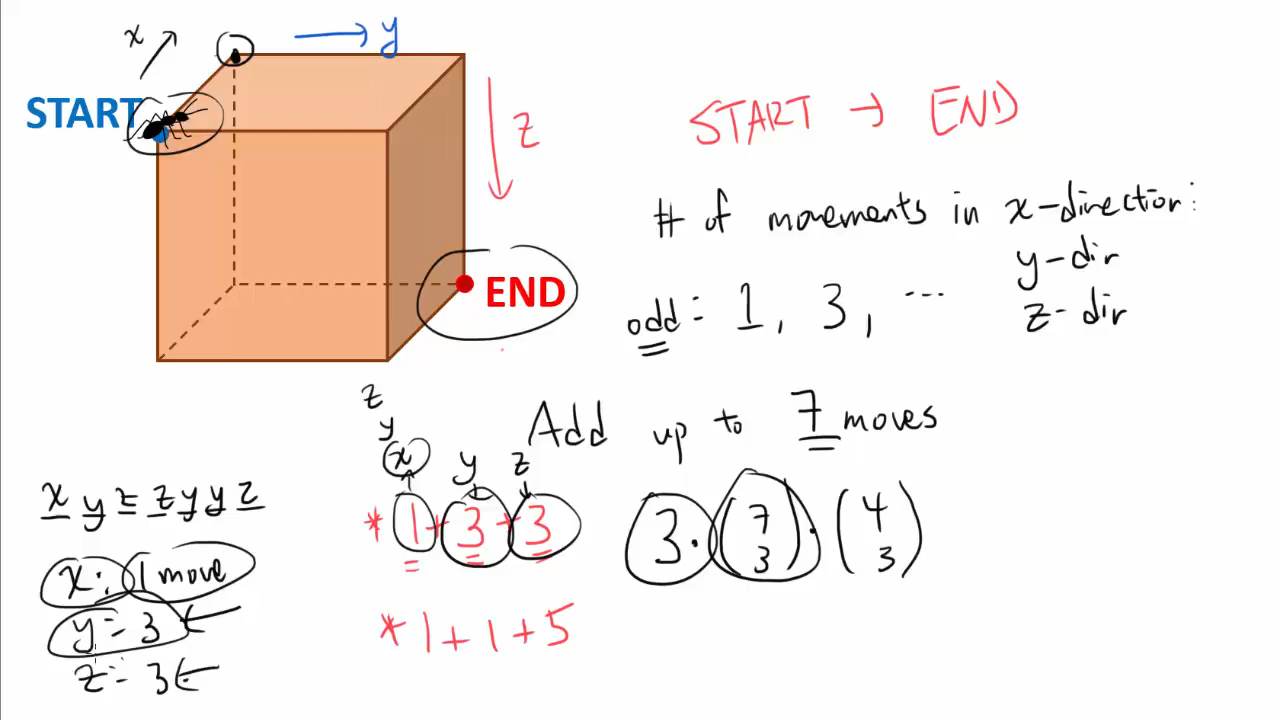 x
→ y
START
z
END
START → END
# of movements in x-direction:
y-dir
z-dir
odd: 1, 3, ...
Add up to 7 moves
z
y
x y z
* 1 + 3 + 3
3 · (7 3) · (4 3)
* 1 + 1 + 5
x y z z y y z
x: 1 move
y = 3 ←
z = 3 ←